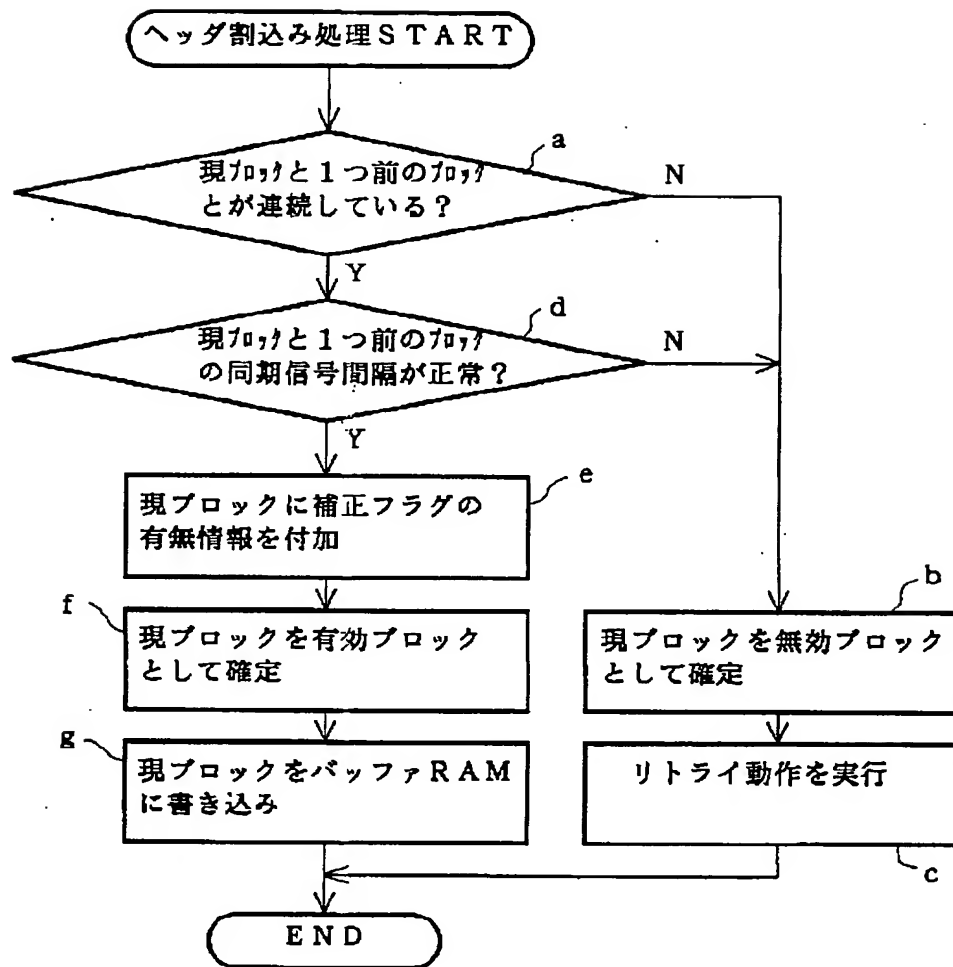 ヘッダ割込み処理START
a
現ブロックと1つ前のブロック
とが連続している?
N
Y
d
現ブロックと1つ前のブロック
の同期信号間隔が正常?
N
Y
e
現ブロックに補正フラグの
有無情報を付加
f
現ブロックを有効ブロック
として確定
b
現ブロックを無効ブロック
として確定
g
現ブロックをバッファRAM
に書き込み
リトライ動作を実行
c
END